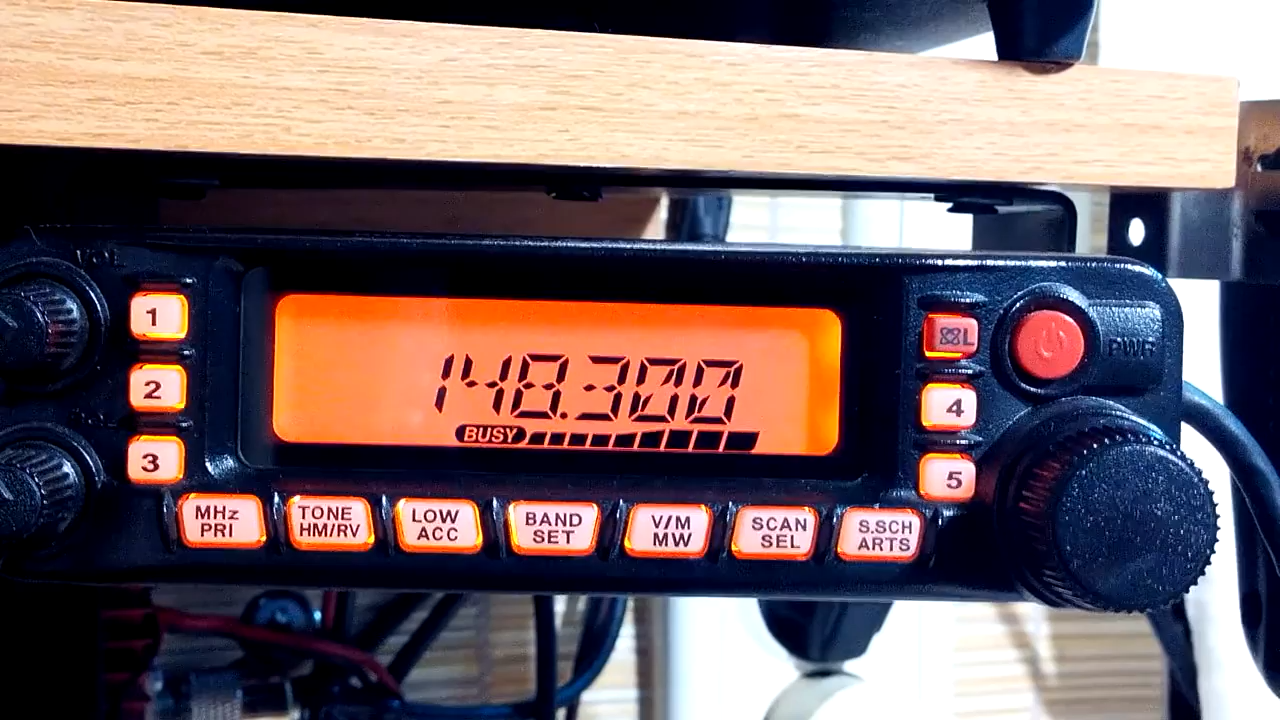 VOL
1
2
3
148.300
BUSY
L
PWR
4
5
MHz
PRI
TONE
HM/RV
LOW
ACC
BAND
SET
V/M
MW
SCAN
SEL
S.SCH
ARTS